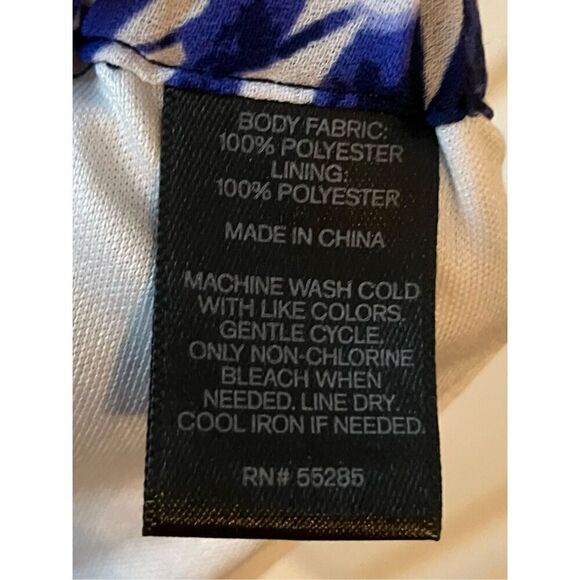 BODY FABRIC:
100% POLYESTER
LINING:
100% POLYESTER
MADE IN CHINA
MACHINE WASH COLD
WITH LIKE COLORS.
GENTLE CYCLE.
ONLY NON-CHLORINE
BLEACH WHEN
NEEDED. LINE DRY.
COOL IRON IF NEEDED.
RN# 55285